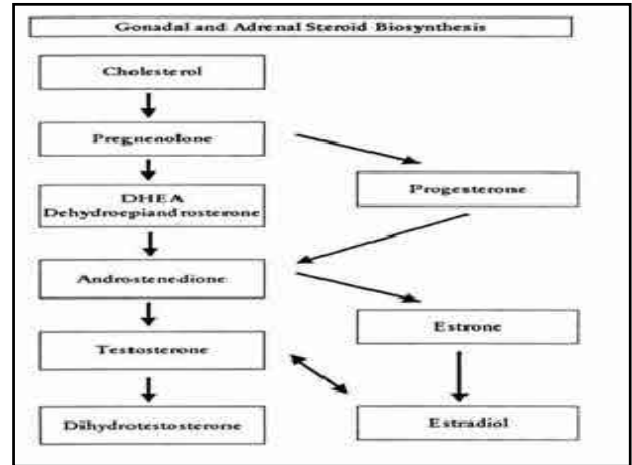 Gonadal and Adrenal Steroid Biosynthesis
Cholesterol
Pregnenolone
Progesterone
DHEA
Dehydroepiandrosterone
Androstenedione
Estrone
Testosterone
Dihydrotestosterone
Estradiol